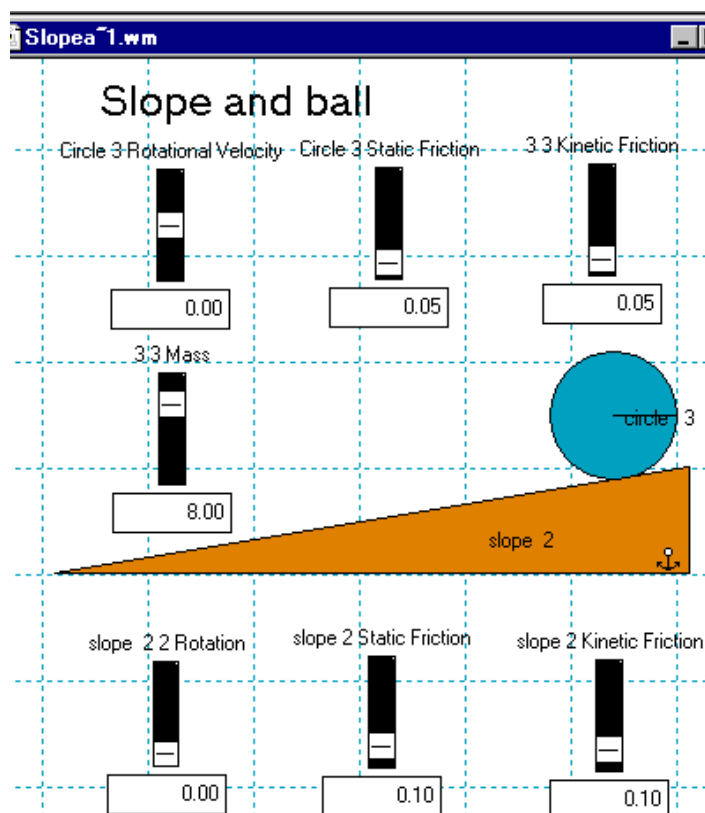 Slopea~1.wm
Slope and ball
Circle 3 Rotational Velocity Circle 3 Static Friction 3 3 Kinetic Friction
0.00 0.05 0.05
3 3 Mass
circle 3
8.00
slope 2
slope 2 2 Rotation slope 2 Static Friction slope 2 Kinetic Friction
0.00 0.10 0.10